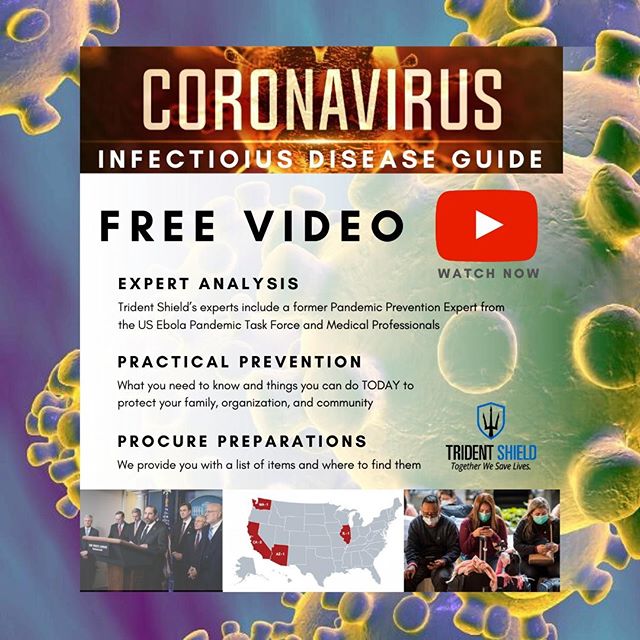 CORONAVIRUS
INFECTIOIUS DISEASE GUIDE
FREE VIDEO
WATCH NOW
EXPERT ANALYSIS
Trident Shield's experts include a former Pandemic Prevention Expert from
the US Ebola Pandemic Task Force and Medical Professionals
PRACTICAL PREVENTION
What you need to know and things you can do TODAY to
protect your family, organization, and community
PROCURE PREPARATIONS
We provide you with a list of items and where to find them
TRIDENT SHIELD
Together We Save Lives.
WA-1
IL-1
AZ-1